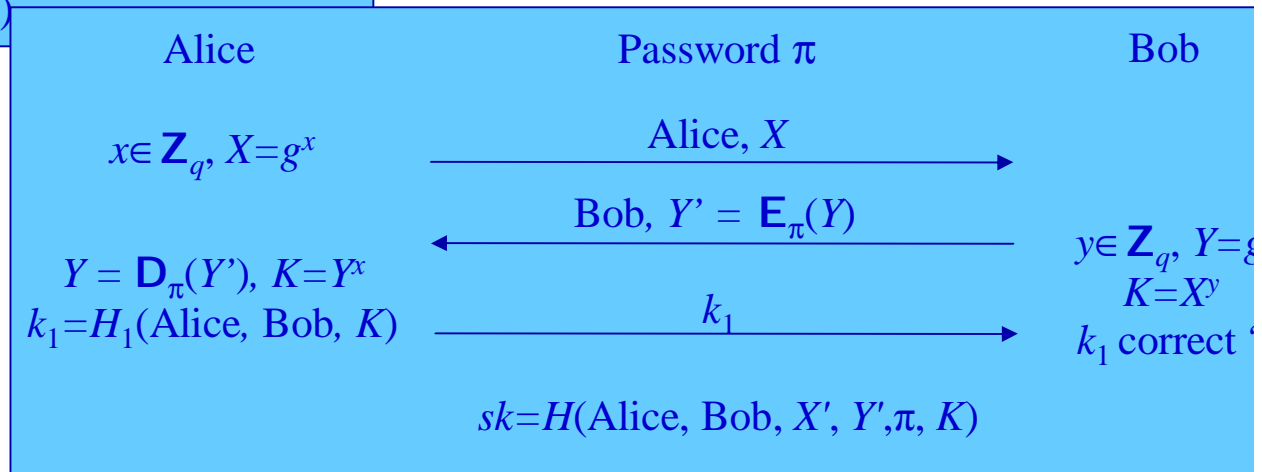 )
Alice Password π Bob
x∈ Z_q, X=g^x
Alice, X
Bob, Y’ = E_π(Y)
y∈ Z_q, Y=g
Y = D_π(Y’), K=Y^x
K=X^y
k_1=H_1(Alice, Bob, K)
k_1
k_1 correct ‘
sk=H(Alice, Bob, X', Y',π, K)